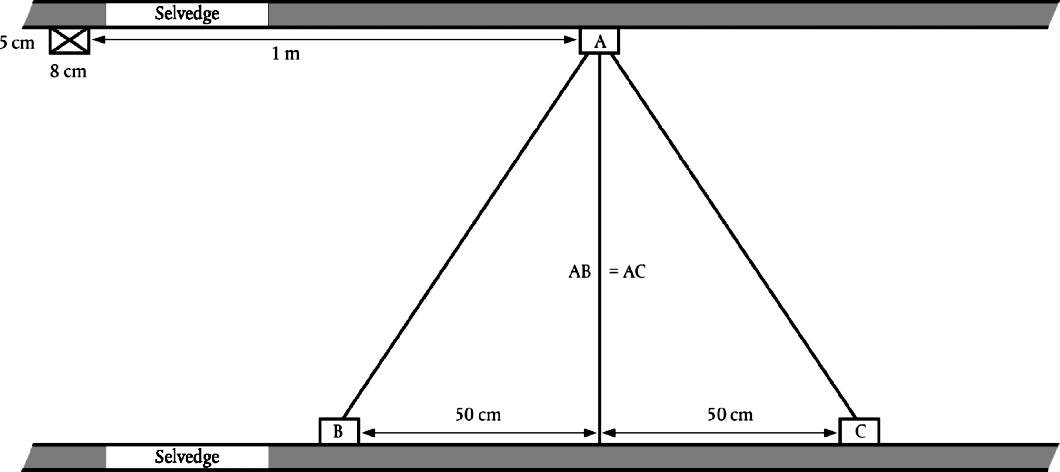 Selvedge
5 cm
A
1 m
8 cm
AB = AC
50 cm
50 cm
B
C
Selvedge